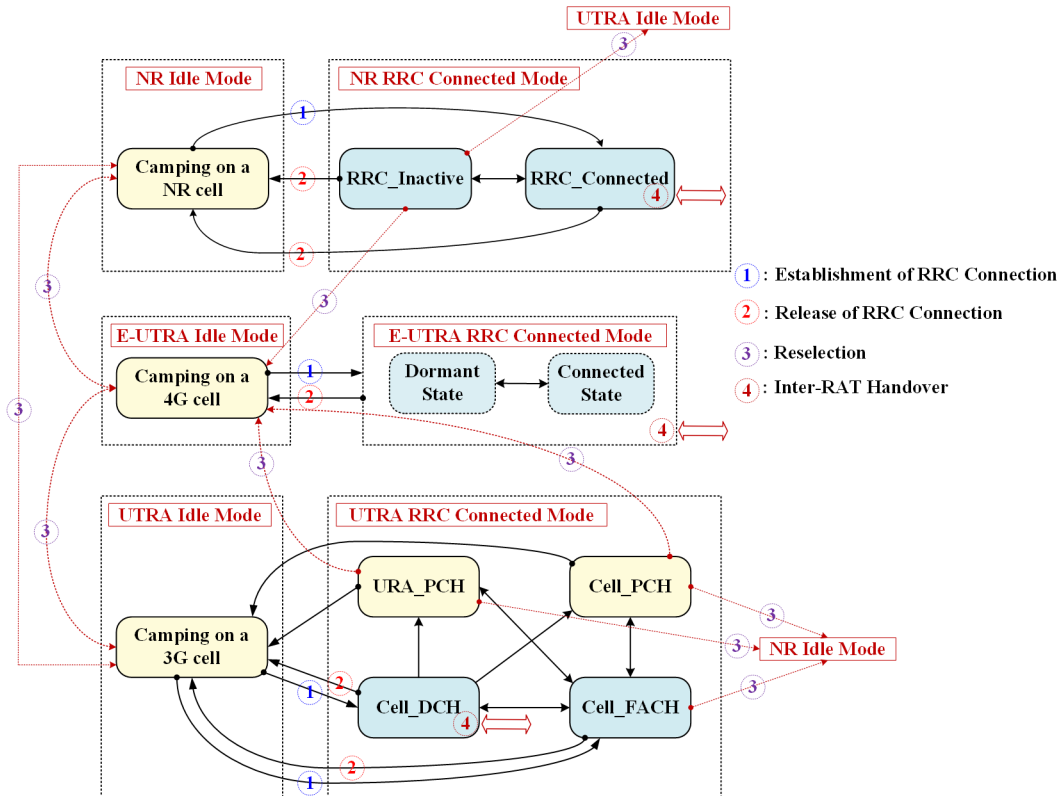 UTRA Idle Mode
3
NR Idle Mode
NR RRC Connected Mode
1
Camping on a
NR cell
2
RRC_Inactive
RRC_Connected
4
2
3
3
1 : Establishment of RRC Connection
2 : Release of RRC Connection
3 : Reselection
4 : Inter-RAT Handover
E-UTRA Idle Mode
E-UTRA RRC Connected Mode
Camping on a
4G cell
1
2
Dormant
State
Connected
State
4
3
3
3
3
UTRA Idle Mode
UTRA RRC Connected Mode
URA_PCH
Cell_PCH
3
3
NR Idle Mode
3
Camping on a
3G cell
2
1
Cell_DCH
4
Cell_FACH
2
1